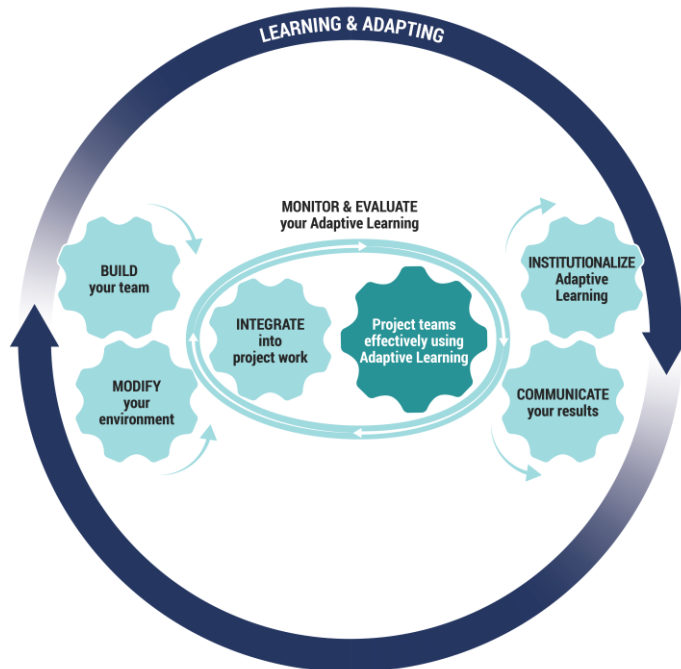 LEARNING & ADAPTING
MONITOR & EVALUATE
your Adaptive Learning
BUILD
your team
MODIFY
your
environment
INTEGRATE
into
project work
Project teams
effectively using
Adaptive Learning
INSTITUTIONALIZE
Adaptive
Learning
COMMUNICATE
your results